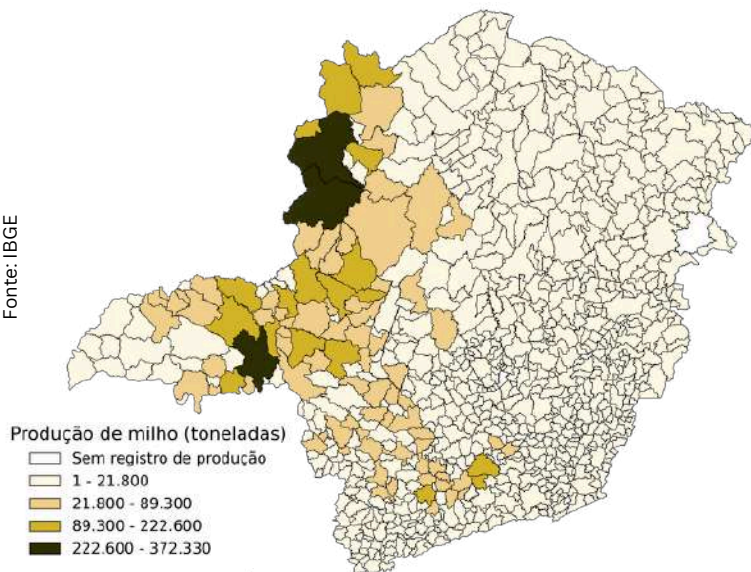 Fonte: IBGE
Produção de milho (toneladas)
Sem registro de produção
1 - 21.800
21.800 - 89.300
89.300 - 222.600
222.600 - 372.330